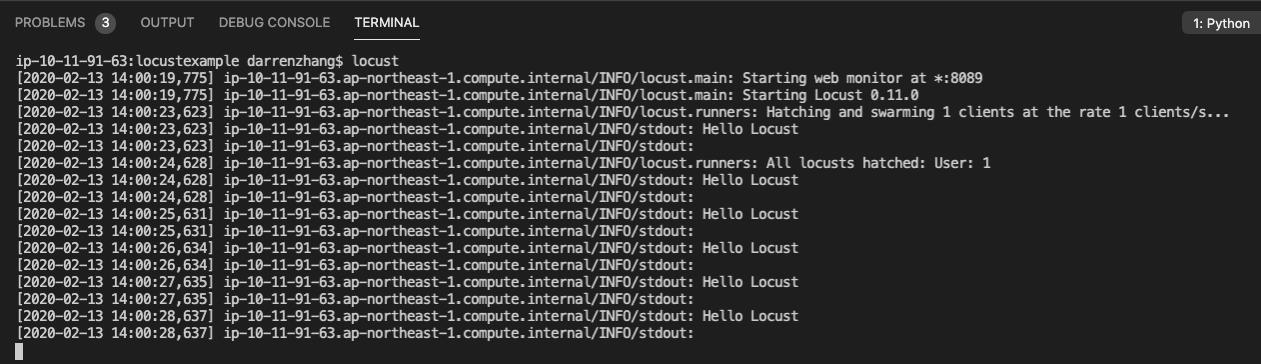 PROBLEMS 3 OUTPUT DEBUG CONSOLE TERMINAL 1: Python
ip-10-11-91-63:locustexample darrenzhang$ locust
[2020-02-13 14:00:19,775] ip-10-11-91-63.ap-northeast-1.compute.internal/INFO/locust.main: Starting web monitor at *:8089
[2020-02-13 14:00:19,775] ip-10-11-91-63.ap-northeast-1.compute.internal/INFO/locust.main: Starting Locust 0.11.0
[2020-02-13 14:00:23,623] ip-10-11-91-63.ap-northeast-1.compute.internal/INFO/locust.runners: Hatching and swarming 1 clients at the rate 1 clients/s...
[2020-02-13 14:00:23,623] ip-10-11-91-63.ap-northeast-1.compute.internal/INFO/stdout: Hello Locust
[2020-02-13 14:00:23,623] ip-10-11-91-63.ap-northeast-1.compute.internal/INFO/stdout:
[2020-02-13 14:00:24,628] ip-10-11-91-63.ap-northeast-1.compute.internal/INFO/locust.runners: All locusts hatched: User: 1
[2020-02-13 14:00:24,628] ip-10-11-91-63.ap-northeast-1.compute.internal/INFO/stdout: Hello Locust
[2020-02-13 14:00:24,628] ip-10-11-91-63.ap-northeast-1.compute.internal/INFO/stdout:
[2020-02-13 14:00:25,631] ip-10-11-91-63.ap-northeast-1.compute.internal/INFO/stdout: Hello Locust
[2020-02-13 14:00:25,631] ip-10-11-91-63.ap-northeast-1.compute.internal/INFO/stdout:
[2020-02-13 14:00:26,634] ip-10-11-91-63.ap-northeast-1.compute.internal/INFO/stdout: Hello Locust
[2020-02-13 14:00:26,634] ip-10-11-91-63.ap-northeast-1.compute.internal/INFO/stdout:
[2020-02-13 14:00:27,635] ip-10-11-91-63.ap-northeast-1.compute.internal/INFO/stdout: Hello Locust
[2020-02-13 14:00:27,635] ip-10-11-91-63.ap-northeast-1.compute.internal/INFO/stdout:
[2020-02-13 14:00:28,637] ip-10-11-91-63.ap-northeast-1.compute.internal/INFO/stdout: Hello Locust
[2020-02-13 14:00:28,637] ip-10-11-91-63.ap-northeast-1.compute.internal/INFO/stdout: